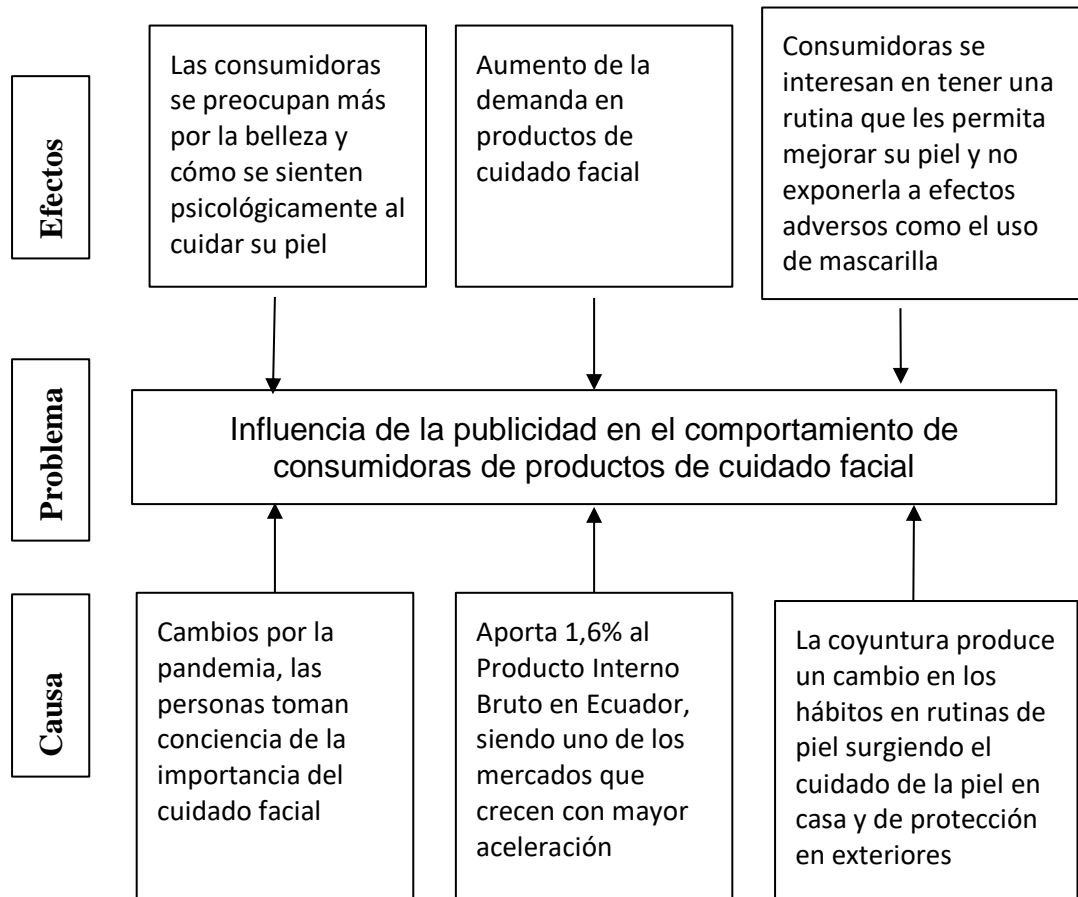 Efectos
Las consumidoras
se preocupan más
por la belleza y
cómo se sienten
psicológicamente al
cuidar su piel
Aumento de la
demanda en
productos de
cuidado facial
Consumidoras se
interesan en tener una
rutina que les permita
mejorar su piel y no
exponerla a efectos
adversos como el uso
de mascarilla
Problema
Influencia de la publicidad en el comportamiento de
consumidoras de productos de cuidado facial
Causa
Cambios por la
pandemia, las
personas toman
conciencia de la
importancia del
cuidado facial
Aporta 1,6% al
Producto Interno
Bruto en Ecuador,
siendo uno de los
mercados que
crecen con mayor
aceleración
La coyuntura produce
un cambio en los
hábitos en rutinas de
piel surgiendo el
cuidado de la piel en
casa y de protección
en exteriores